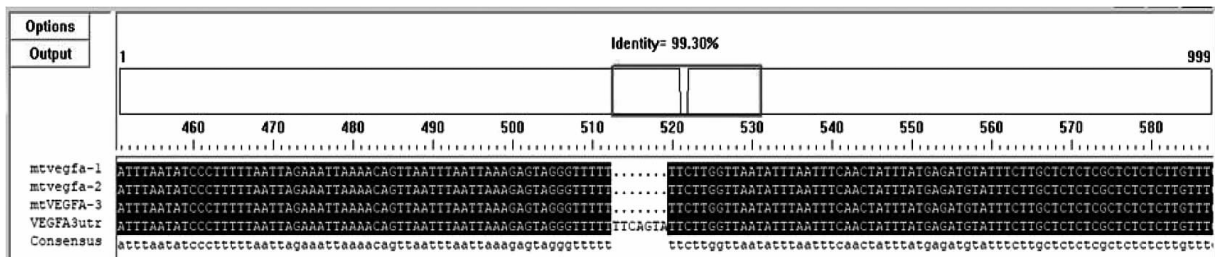 Options
Output
Identity= 99.30%
1 999
460 470 480 490 500 510 520 530 540 550 560 570 580
mtvegfa-1 ATTTAATATCCCTTTTTAATTAGAAATTAAAACAGTTAATTTAATTAAAGAGTAGGGTTTTT.......TTCTTGGTTAATATTTAATTTCAACTATTTATGAGATGTATTTCTTGCTCTCTCGCTCTCTCTTGTTT
mtvegfa-2 ATTTAATATCCCTTTTTAATTAGAAATTAAAACAGTTAATTTAATTAAAGAGTAGGGTTTTT.......TTCTTGGTTAATATTTAATTTCAACTATTTATGAGATGTATTTCTTGCTCTCTCGCTCTCTCTTGTTT
mtVEGFA-3 ATTTAATATCCCTTTTTAATTAGAAATTAAAACAGTTAATTTAATTAAAGAGTAGGGTTTTT.......TTCTTGGTTAATATTTAATTTCAACTATTTATGAGATGTATTTCTTGCTCTCTCGCTCTCTCTTGTTT
VEGFA3utr ATTTAATATCCCTTTTTAATTAGAAATTAAAACAGTTAATTTAATTAAAGAGTAGGGTTTTTTTCAGTATTCTTGGTTAATATTTAATTTCAACTATTTATGAGATGTATTTCTTGCTCTCTCGCTCTCTCTTGTTT
Consensus atttaatatccctttttaattagaaattaaaacagttaatttaattaaagagtagggttttt ttcttggttaatatttaatttcaactatttatgagatgtatttcttgctctctcgctctctcttgttt